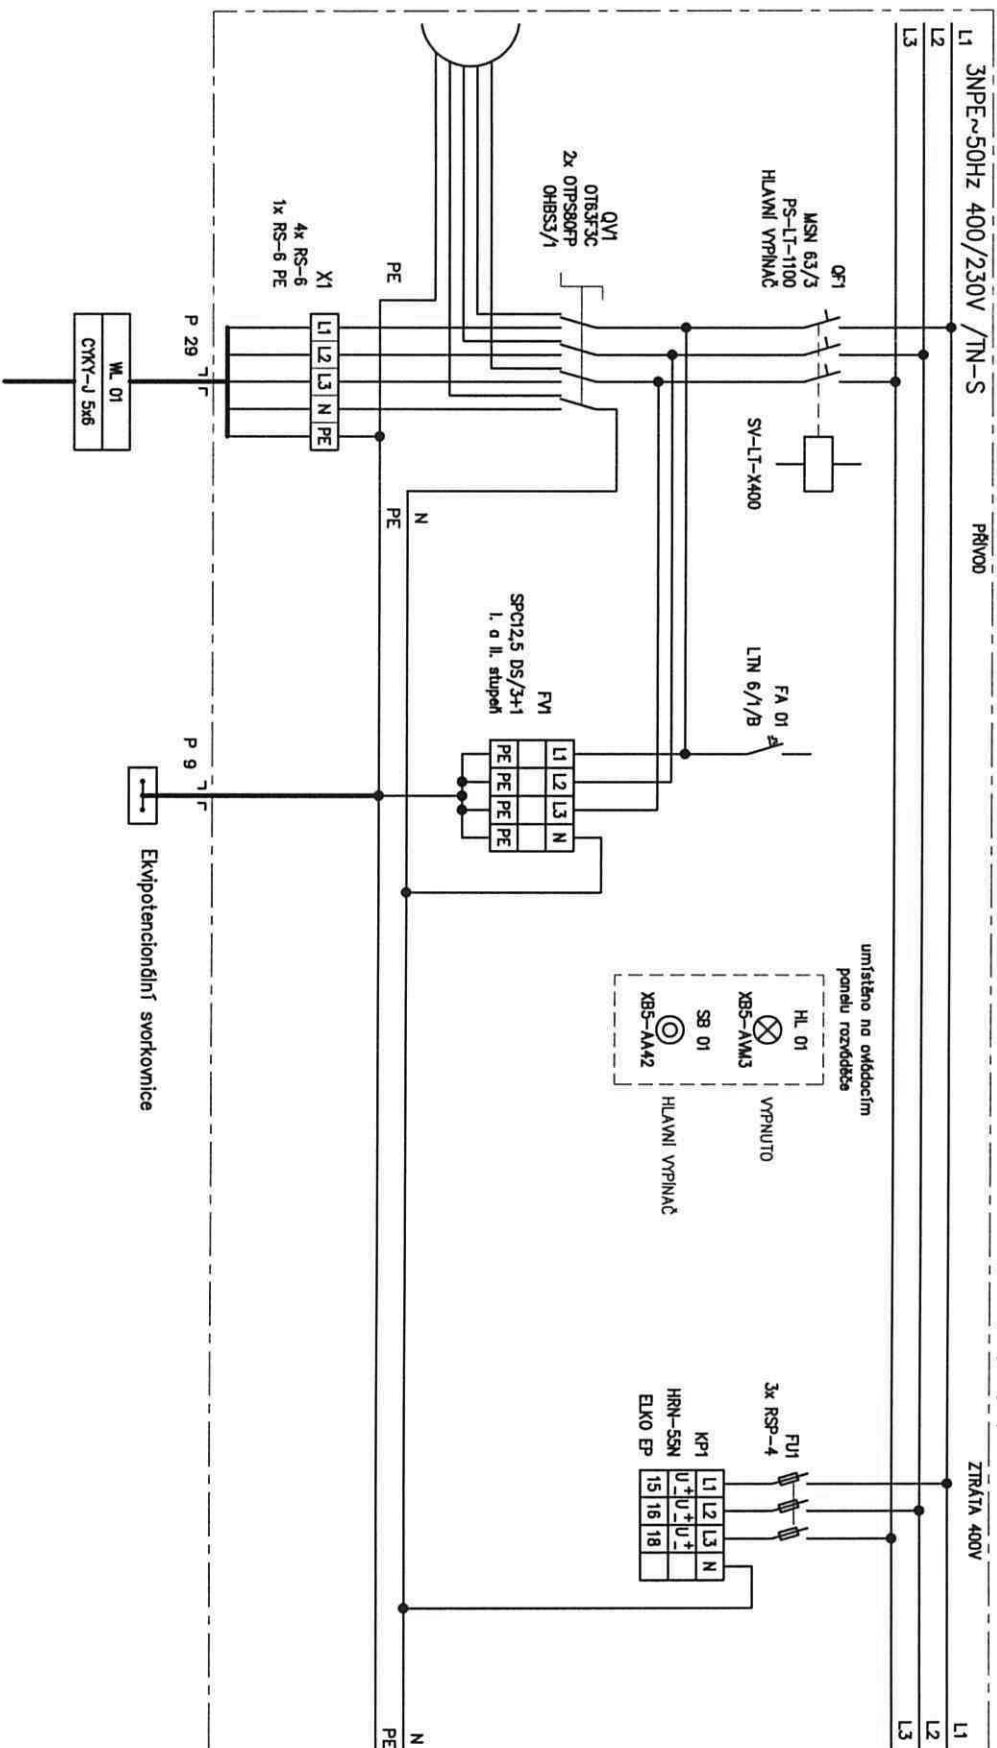 L1
L2
L3
3NPE~50Hz 400/230V /TN-S
PŘÍVOD
ZTRÁTA 400V
L1
L2
L3
QF1
MSN 63/3
PS-LT-1100
HLAVNÍ VYPÍNAČ
SV-LT-X400
FA 01
LTN 6/1/B
umístěno na ovládacím
panelu rozváděče
HL 01
XB5-AVM3
VYPNUTO
SB 01
XB5-AA42
HLAVNÍ VYPÍNAČ
FU1
3x RSP-4
KP1
HRN-55N
ELKO EP
L1 L2 L3 N
U+- U+- U+-
15 16 18
QV1
OT63F3C
2x OTPS80FP
OHBS3/1
FV1
SPC12,5 DS/3+1
I. a II. stupeň
L1 L2 L3 N
PE PE PE PE
PE
N
PE
N
PE
X1
4x RS-6
1x RS-6 PE
L1 L2 L3 N PE
P 29
P 9
WL 01
CYKY-J 5x6
Ekvipotencionální svorkovnice